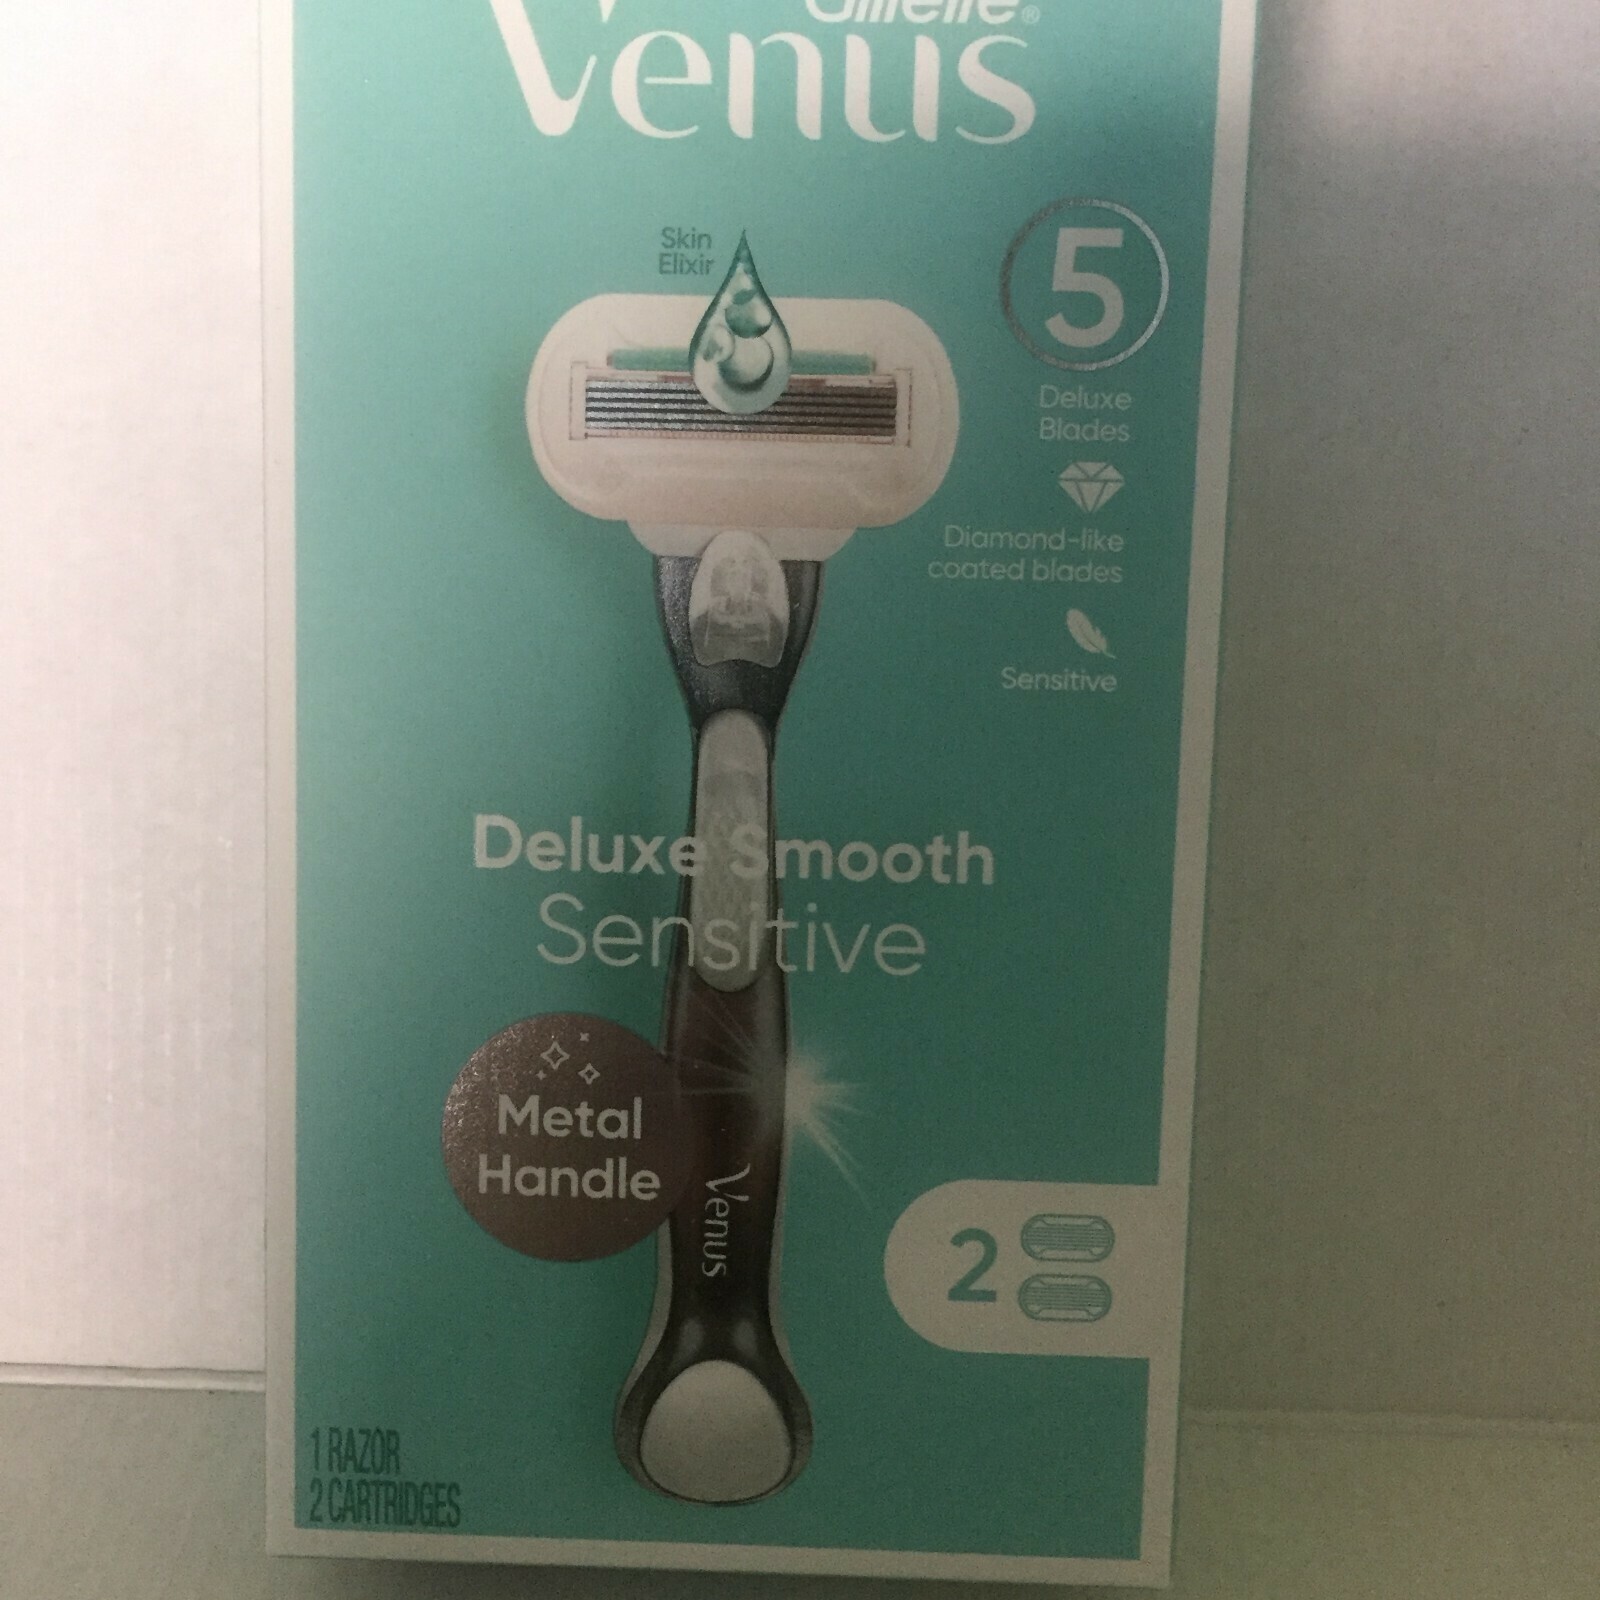 Gillette®
Venus
Skin
Elixir
5
Deluxe
Blades
Diamond-like
coated blades
Sensitive
Deluxe Smooth
Sensitive
Metal
Handle
Venus
2
1 RAZOR
2 CARTRIDGES